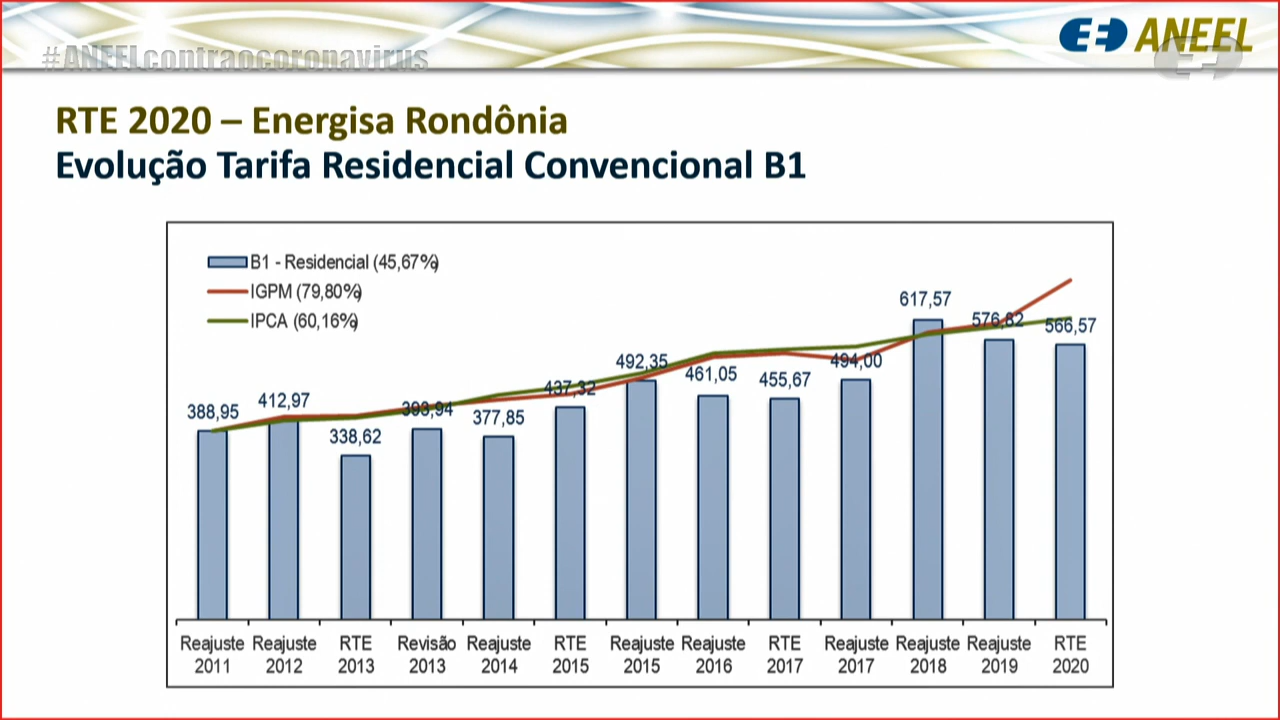 #ANEELcontraocoronavirus
ANEEL
RTE 2020 – Energisa Rondônia
Evolução Tarifa Residencial Convencional B1
B1 - Residencial (45,67%)
IGPM (79,80%)
IPCA (60,16%)
388,95
412,97
338,62
393,94
377,85
437,32
492,35
461,05
455,67
494,00
617,57
576,82
566,57
Reajuste 2011
Reajuste 2012
RTE 2013
Revisão 2013
Reajuste 2014
RTE 2015
Reajuste 2015
Reajuste 2016
RTE 2017
Reajuste 2017
Reajuste 2018
Reajuste 2019
RTE 2020